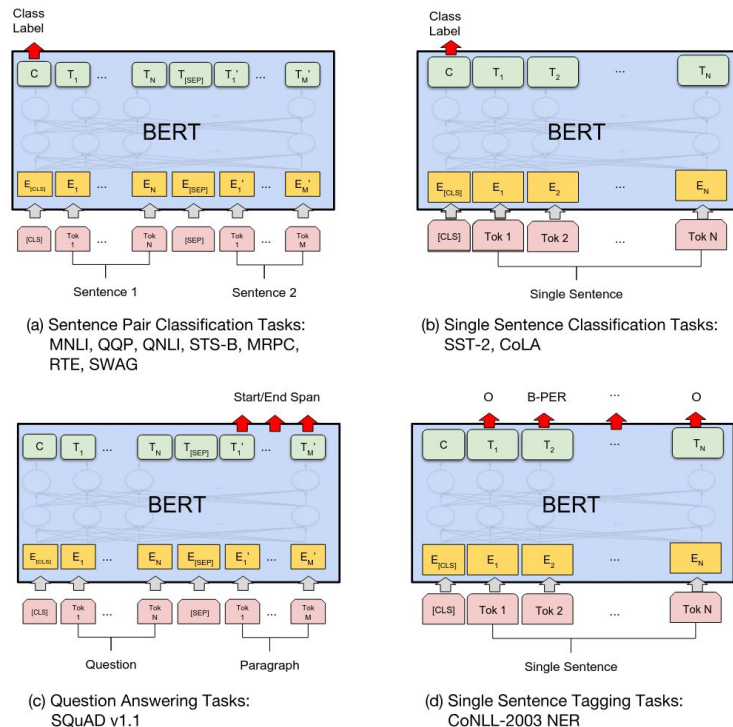 Class
Label
C T1 ... TN T[SEP] T1' ... TM'
BERT
E[CLS] E1 ... EN E[SEP] E1' ... EM'
[CLS] Tok 1 ... Tok N [SEP] Tok 1 ... Tok M
Sentence 1 Sentence 2
(a) Sentence Pair Classification Tasks:
MNLI, QQP, QNLI, STS-B, MRPC,
RTE, SWAG
Class
Label
C T1 T2 ... TN
BERT
E[CLS] E1 E2 ... EN
[CLS] Tok 1 Tok 2 ... Tok N
Single Sentence
(b) Single Sentence Classification Tasks:
SST-2, CoLA
Start/End Span
C T1 ... TN T[SEP] T1' ... TM'
BERT
E[CLS] E1 ... EN E[SEP] E1' ... EM'
[CLS] Tok 1 ... Tok N [SEP] Tok 1 ... Tok M
Question Paragraph
(c) Question Answering Tasks:
SQuAD v1.1
O B-PER ... O
C T1 T2 ... TN
BERT
E[CLS] E1 E2 ... EN
[CLS] Tok 1 Tok 2 ... Tok N
Single Sentence
(d) Single Sentence Tagging Tasks:
CoNLL-2003 NER